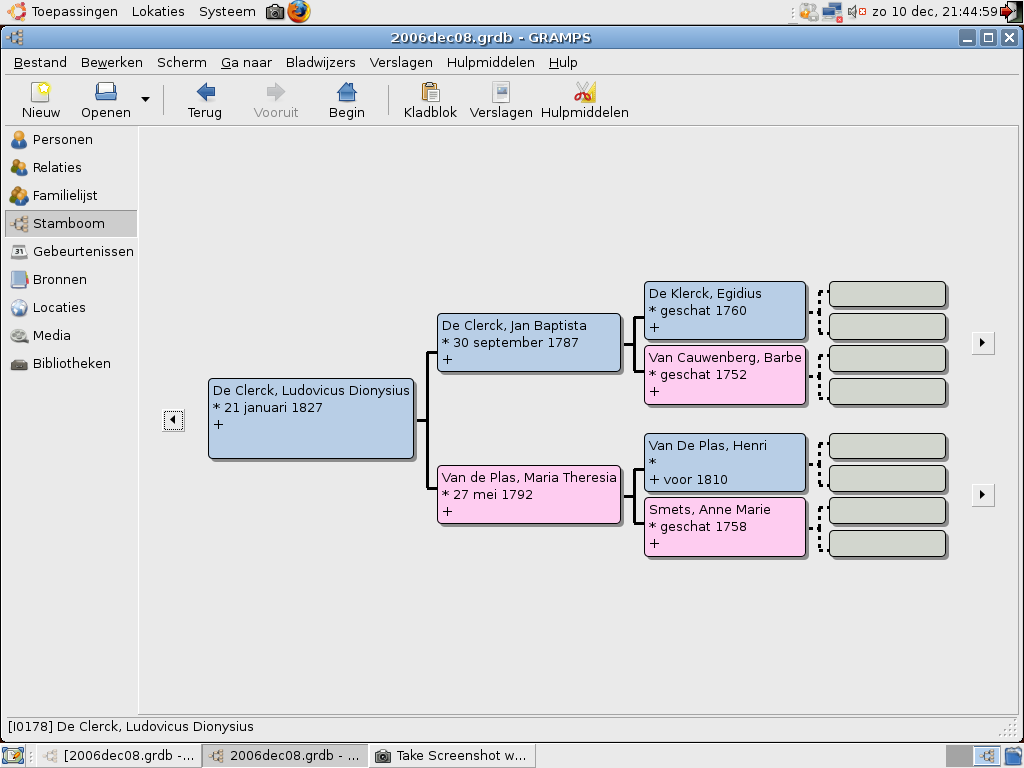 Toepassingen Lokaties Systeem zo 10 dec, 21:44:59
2006dec08.grdb - GRAMPS
Bestand Bewerken Scherm Ga naar Bladwijzers Verslagen Hulpmiddelen Hulp
Nieuw Openen Terug Vooruit Begin Kladblok Verslagen Hulpmiddelen
Personen
Relaties
Familielijst
Stamboom
31 Gebeurtenissen
Bronnen
Locaties
Media
Bibliotheken
De Clerck, Ludovicus Dionysius
* 21 januari 1827
+
De Clerck, Jan Baptista
* 30 september 1787
+
Van de Plas, Maria Theresia
* 27 mei 1792
+
De Klerck, Egidius
* geschat 1760
+
Van Cauwenberg, Barbe
* geschat 1752
+
Van De Plas, Henri
*
+ voor 1810
Smets, Anne Marie
* geschat 1758
+
[I0178] De Clerck, Ludovicus Dionysius
[2006dec08.grdb -... 2006dec08.grdb - ... Take Screenshot w...